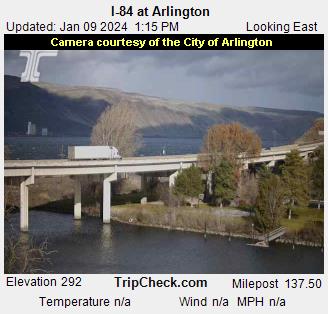 I-84 at Arlington
Updated: Jan 09 2024 1:15 PM Looking East
Camera courtesy of the City of Arlington
Elevation 292 TripCheck.com Milepost 137.50
Temperature n/a Wind n/a MPH n/a